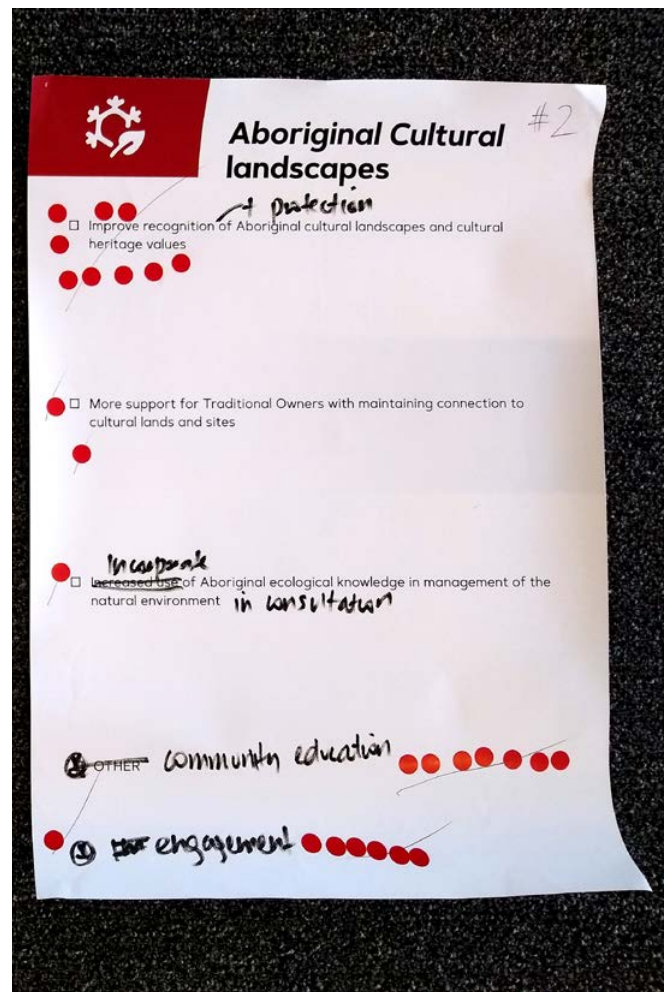 #2
Aboriginal Cultural
landscapes
+ protection
Improve recognition of Aboriginal cultural landscapes and cultural
heritage values
More support for Traditional Owners with maintaining connection to
cultural lands and sites
Incorporate
Increased use of Aboriginal ecological knowledge in management of the
natural environment in consultation
OTHER community education
engagement